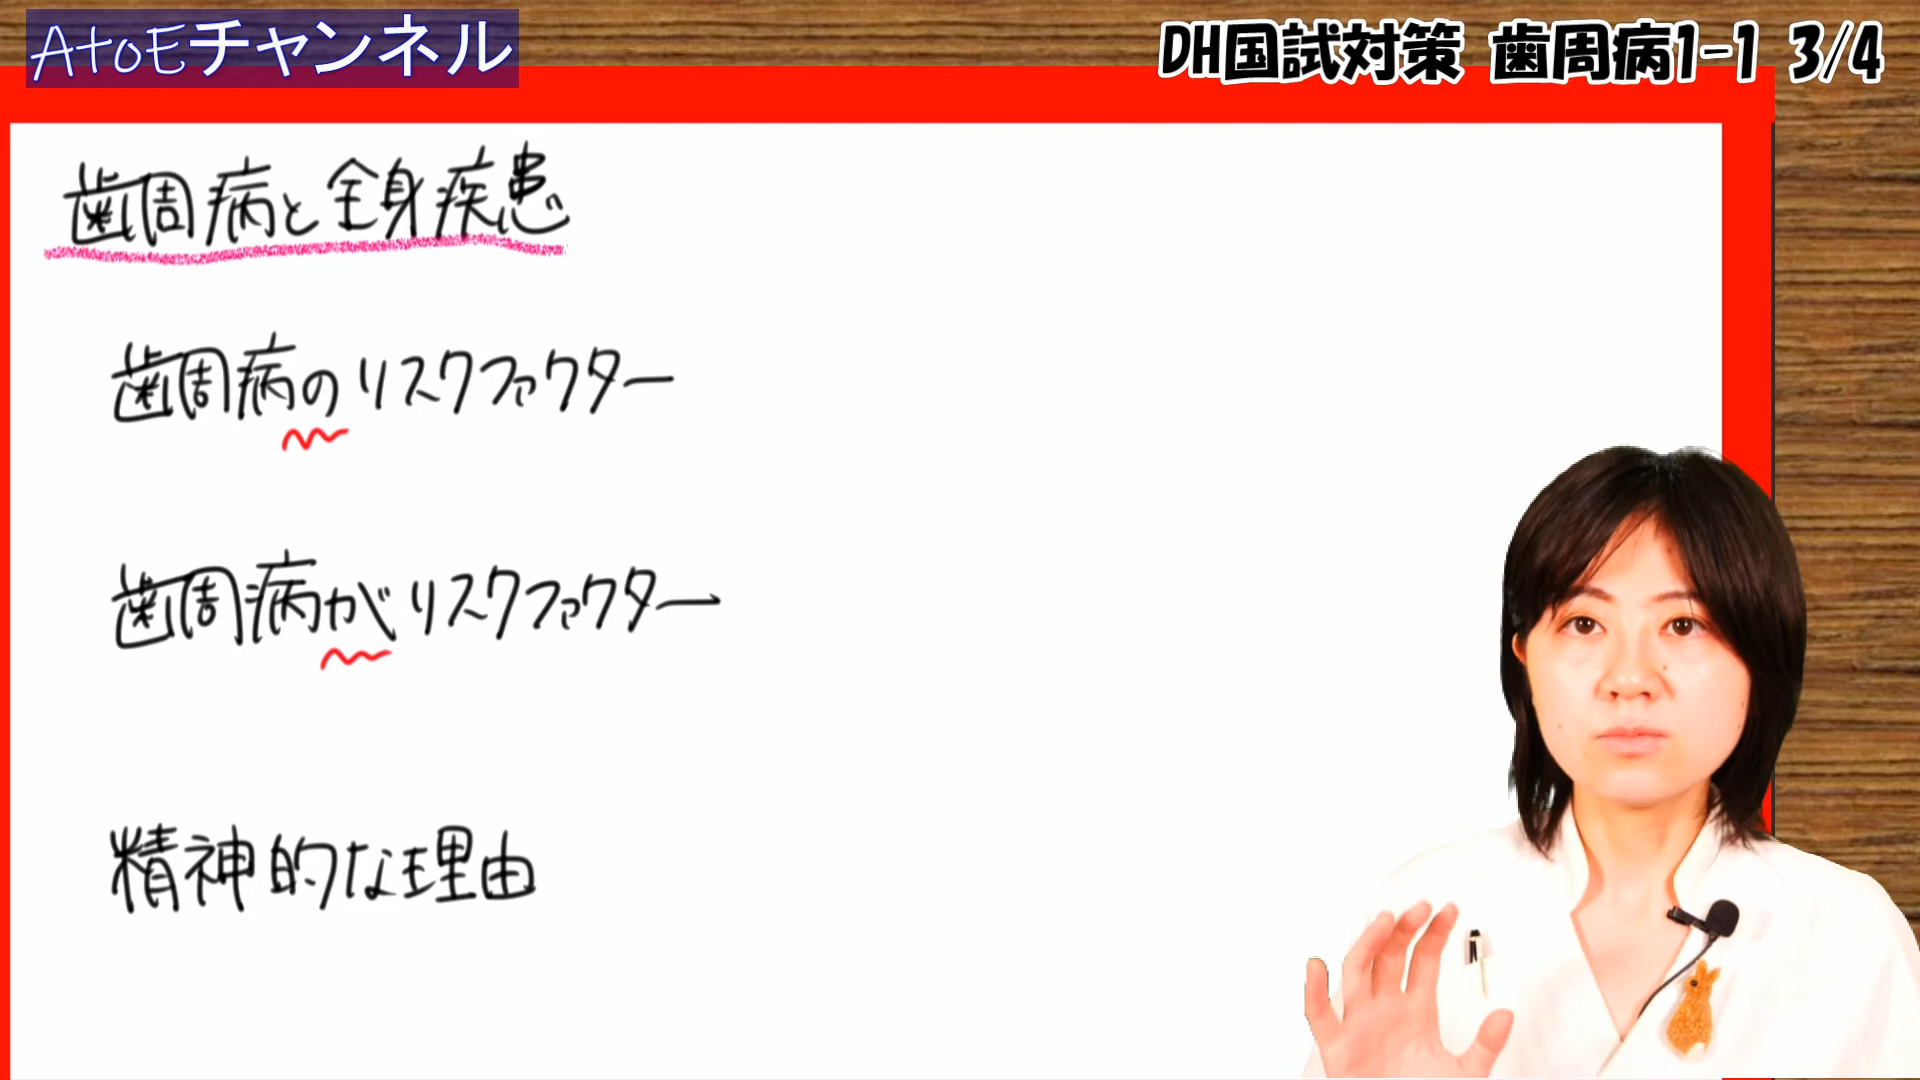 AtoEチャンネル
DH国試対策 歯周病1-1 3/4
歯周病と全身疾患
歯周病のリスクファクター
歯周病がリスクファクター
精神的な理由